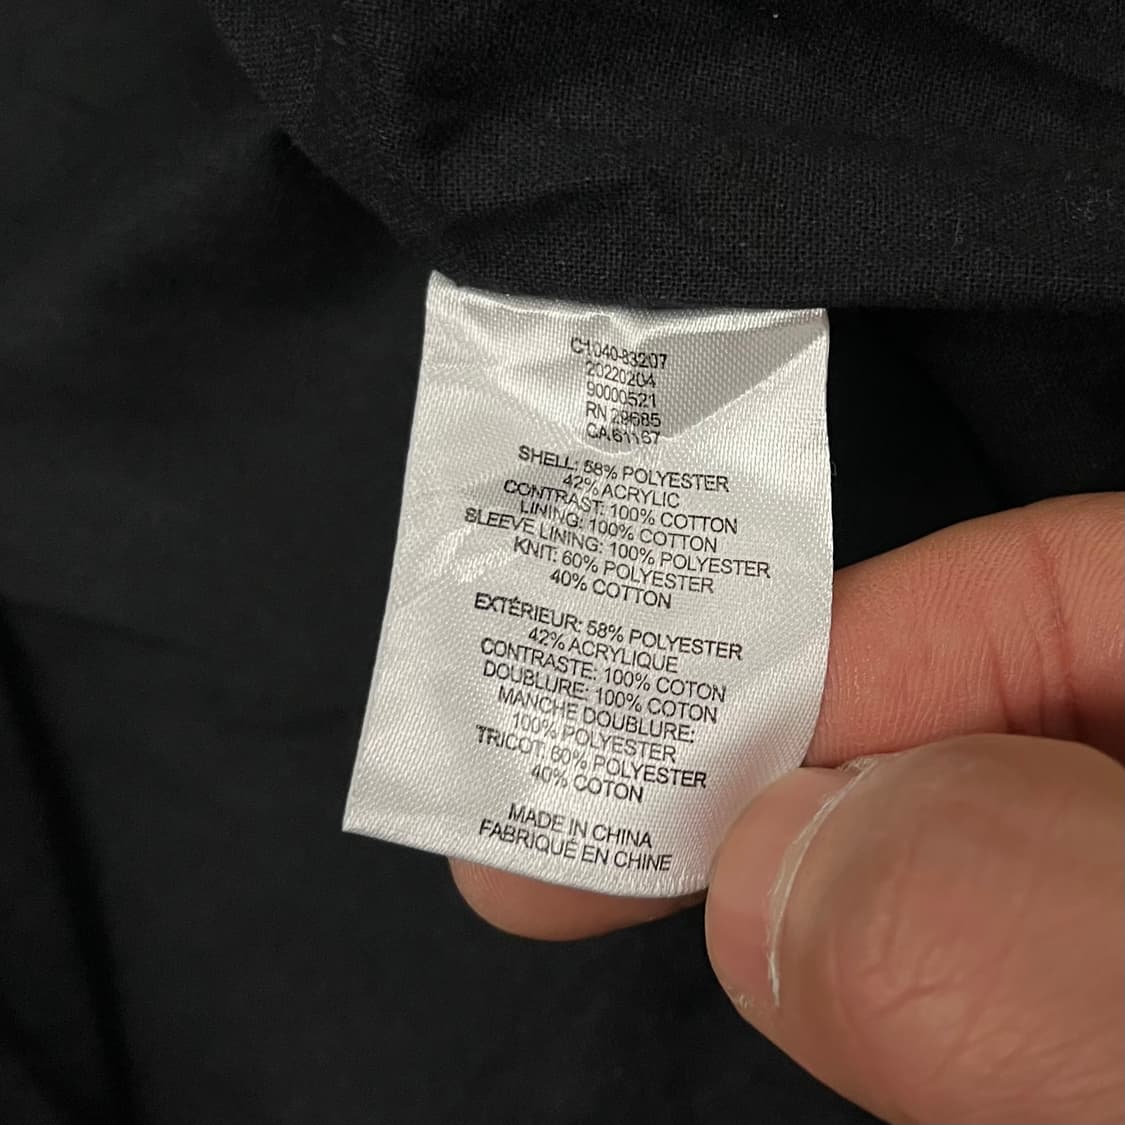 C1040-83207
20220204
90000521
RN 29685
CA 61167
SHELL: 58% POLYESTER
42% ACRYLIC
CONTRAST: 100% COTTON
LINING: 100% COTTON
SLEEVE LINING: 100% POLYESTER
KNIT: 60% POLYESTER
40% COTTON
EXTÉRIEUR: 58% POLYESTER
42% ACRYLIQUE
CONTRASTE: 100% COTON
DOUBLURE: 100% COTON
MANCHE DOUBLURE:
100% POLYESTER
TRICOT: 60% POLYESTER
40% COTON
MADE IN CHINA
FABRIQUÉ EN CHINE